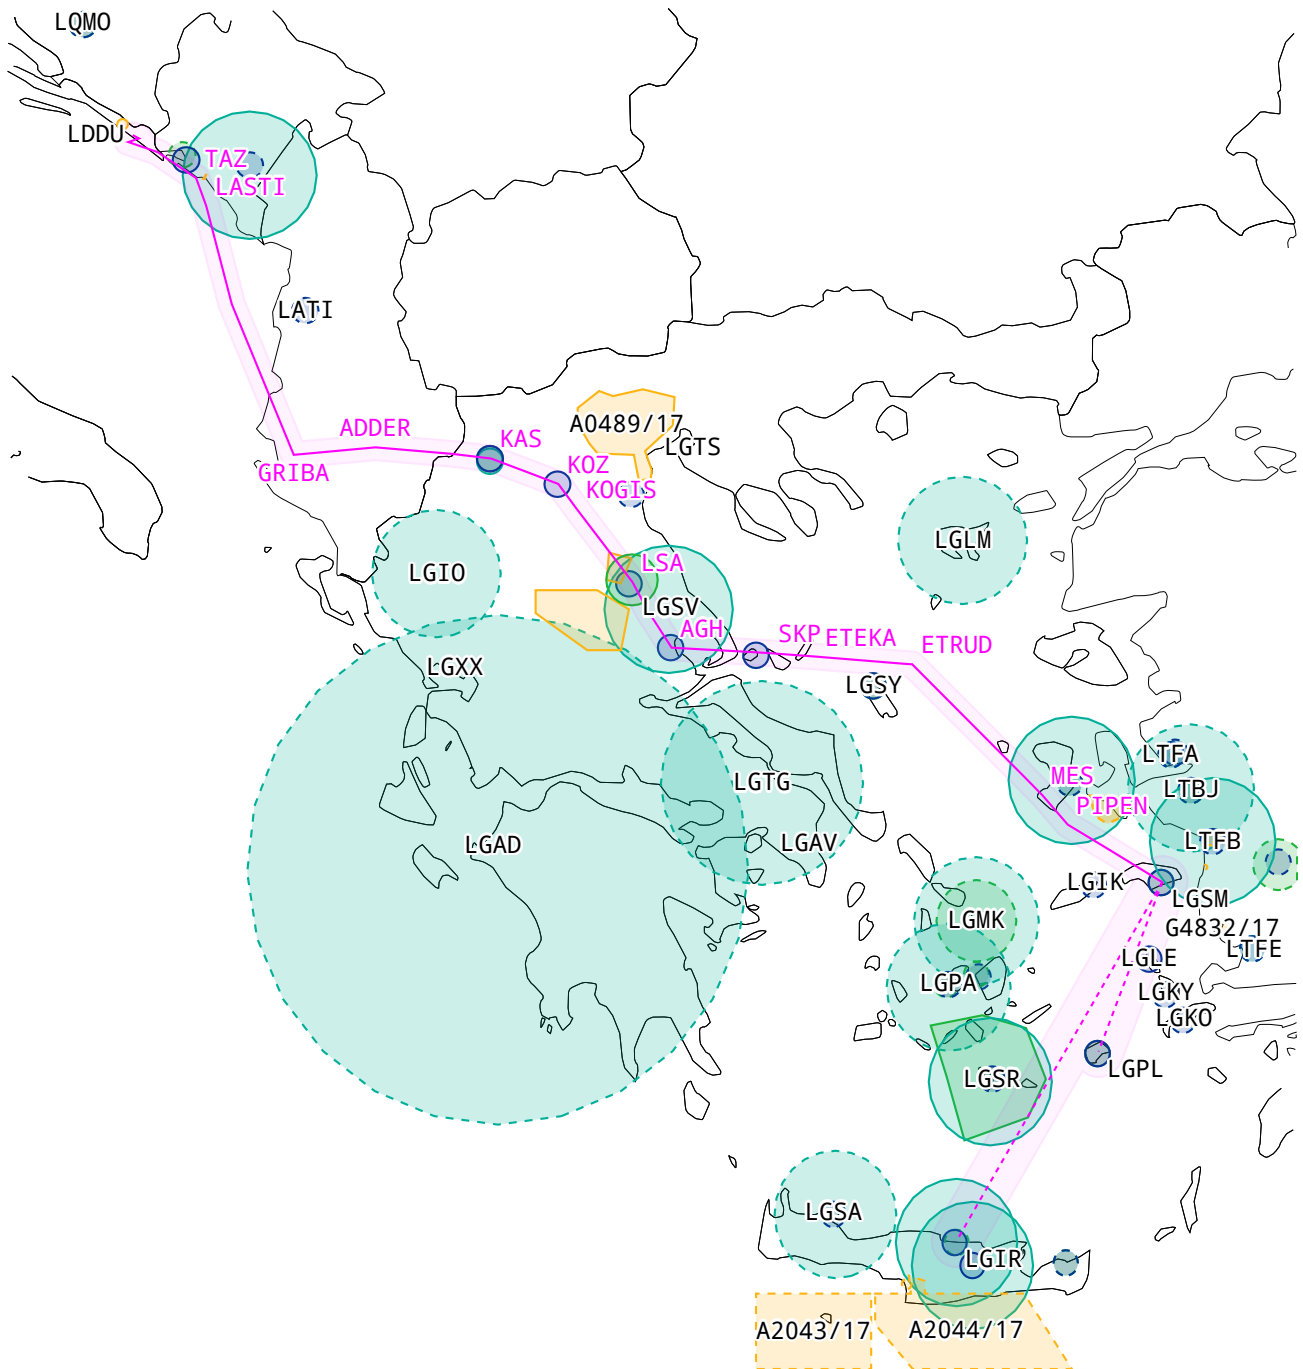 LQMO
LDDU
TAZ
LASTI
LATI
A0489/17
ADDER
KAS
LGTS
GRIBA
KOZ
KOGIS
LGLM
LSA
LGIO
LGSV
AGH
SKP
ETEKA
ETRUD
LGXX
LGSY
LTFA
MES
LGTG
LTBJ
PIPEN
LGAD
LGAV
LTFB
LGIK
LGSM
LGMK
G4832/17
LTFE
LGLE
LGPA
LGKY
LGKO
LGPL
LGSR
LGSA
LGIR
A2043/17
A2044/17